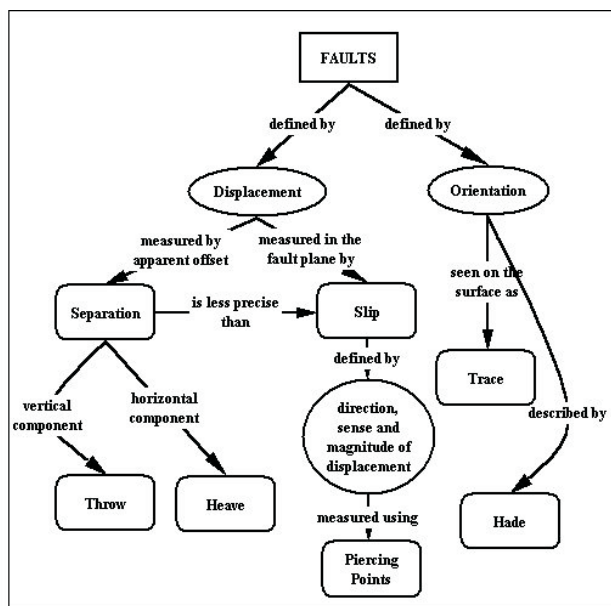 FAULTS
defined by
defined by
Displacement
Orientation
measured by
apparent offset
measured in the
fault plane by
seen on the
surface as
Separation
is less precise
than
Slip
defined by
Trace
vertical
component
horizontal
component
direction,
sense and
magnitude of
displacement
described by
Throw
Heave
measured using
Hade
Piercing
Points